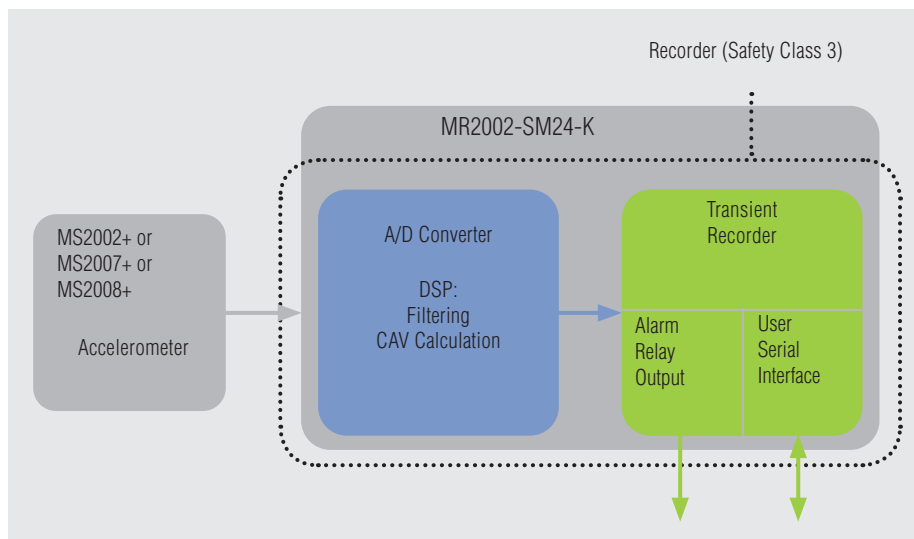 Recorder (Safety Class 3)
MR2002-SM24-K
MS2002+ or
MS2007+ or
MS2008+
Accelerometer
A/D Converter
DSP:
Filtering
CAV Calculation
Transient
Recorder
Alarm
Relay
Output
User
Serial
Interface